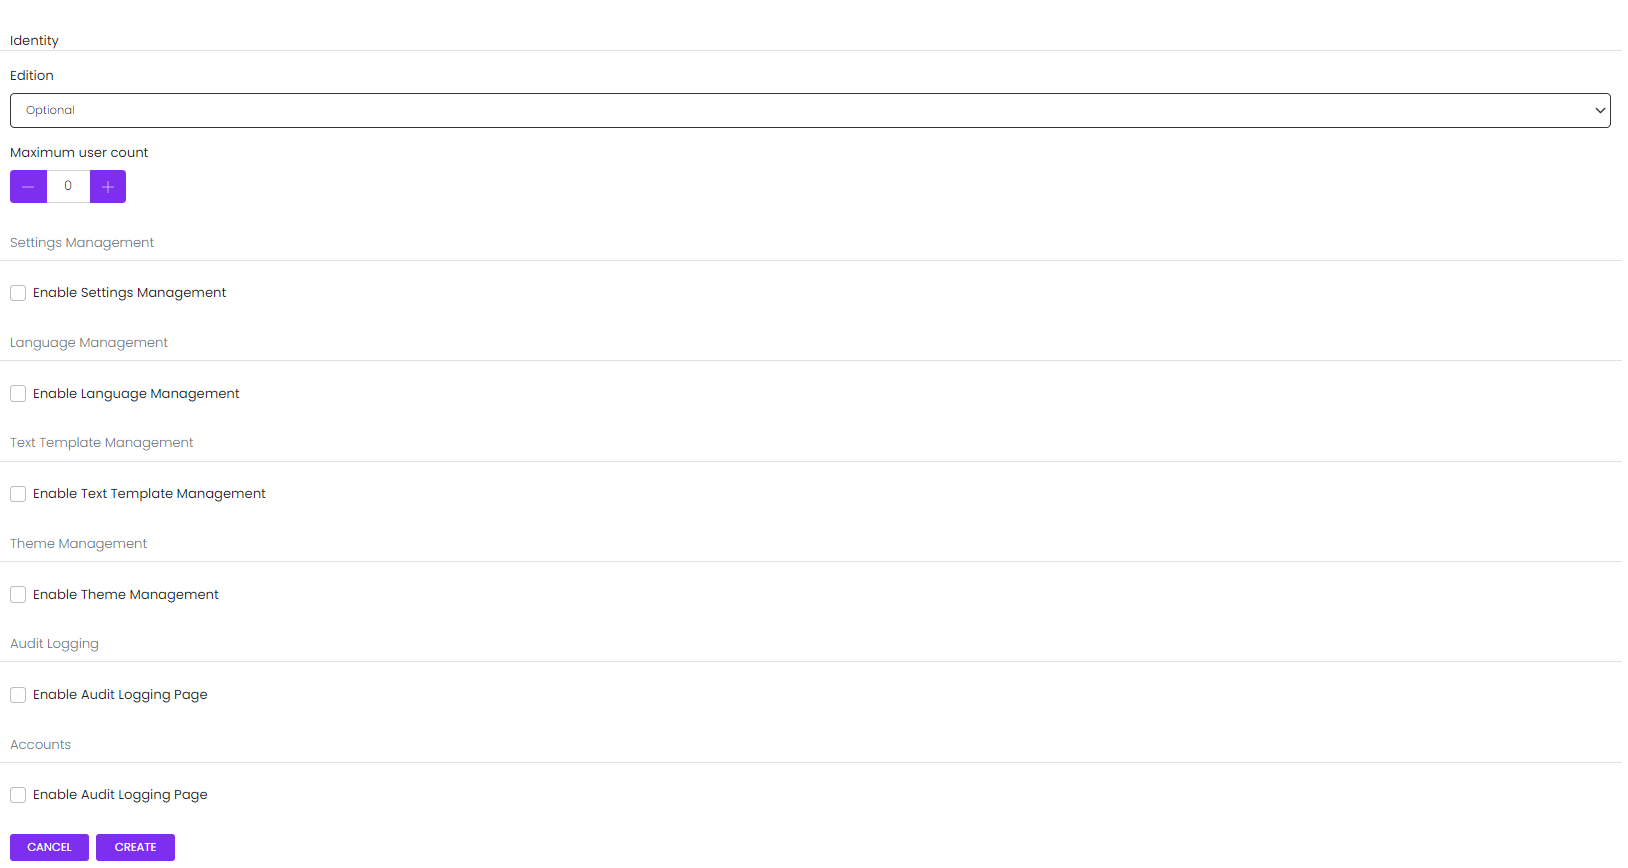 Identity
Edition
Optional
Maximum user count
0
Settings Management
Enable Settings Management
Language Management
Enable Language Management
Text Template Management
Enable Text Template Management
Theme Management
Enable Theme Management
Audit Logging
Enable Audit Logging Page
Accounts
Enable Audit Logging Page
CANCEL CREATE